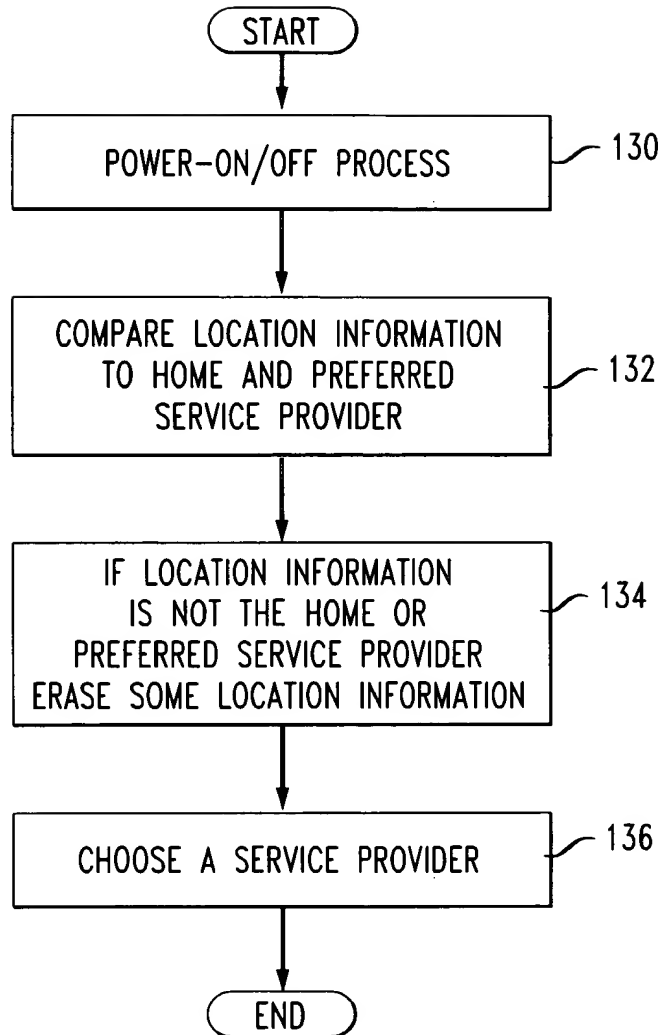 START
POWER-ON/OFF PROCESS
130
COMPARE LOCATION INFORMATION
TO HOME AND PREFERRED
SERVICE PROVIDER
132
IF LOCATION INFORMATION
IS NOT THE HOME OR
PREFERRED SERVICE PROVIDER
ERASE SOME LOCATION INFORMATION
134
CHOOSE A SERVICE PROVIDER
136
END